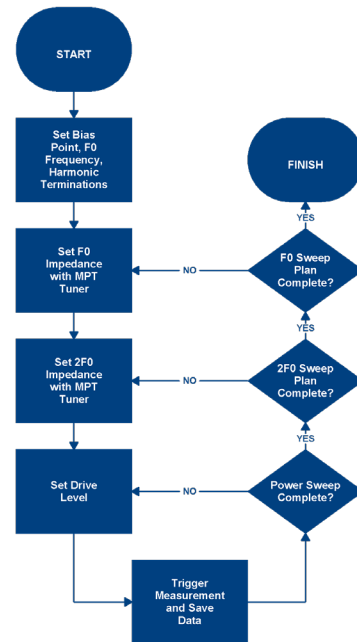 START
Set Bias
Point, F0
Frequency,
Harmonic
Terminations
FINISH
YES
Set F0
Impedance
with MPT
Tuner
NO
F0 Sweep
Plan
Complete?
YES
Set 2F0
Impedance
with MPT
Tuner
NO
2F0 Sweep
Plan
Complete?
YES
Set Drive
Level
NO
Power Sweep
Complete?
Trigger
Measurement
and Save
Data